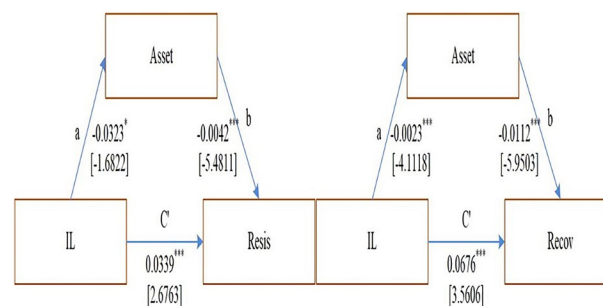 Asset
a
-0.0323*
[-1.6822]
b
-0.0042***
[-5.4811]
IL
C'
0.0339***
[2.6763]
Resis
Asset
a
-0.0023***
[-4.1118]
b
-0.0112***
[-5.9503]
IL
C'
0.0676***
[3.5606]
Recov